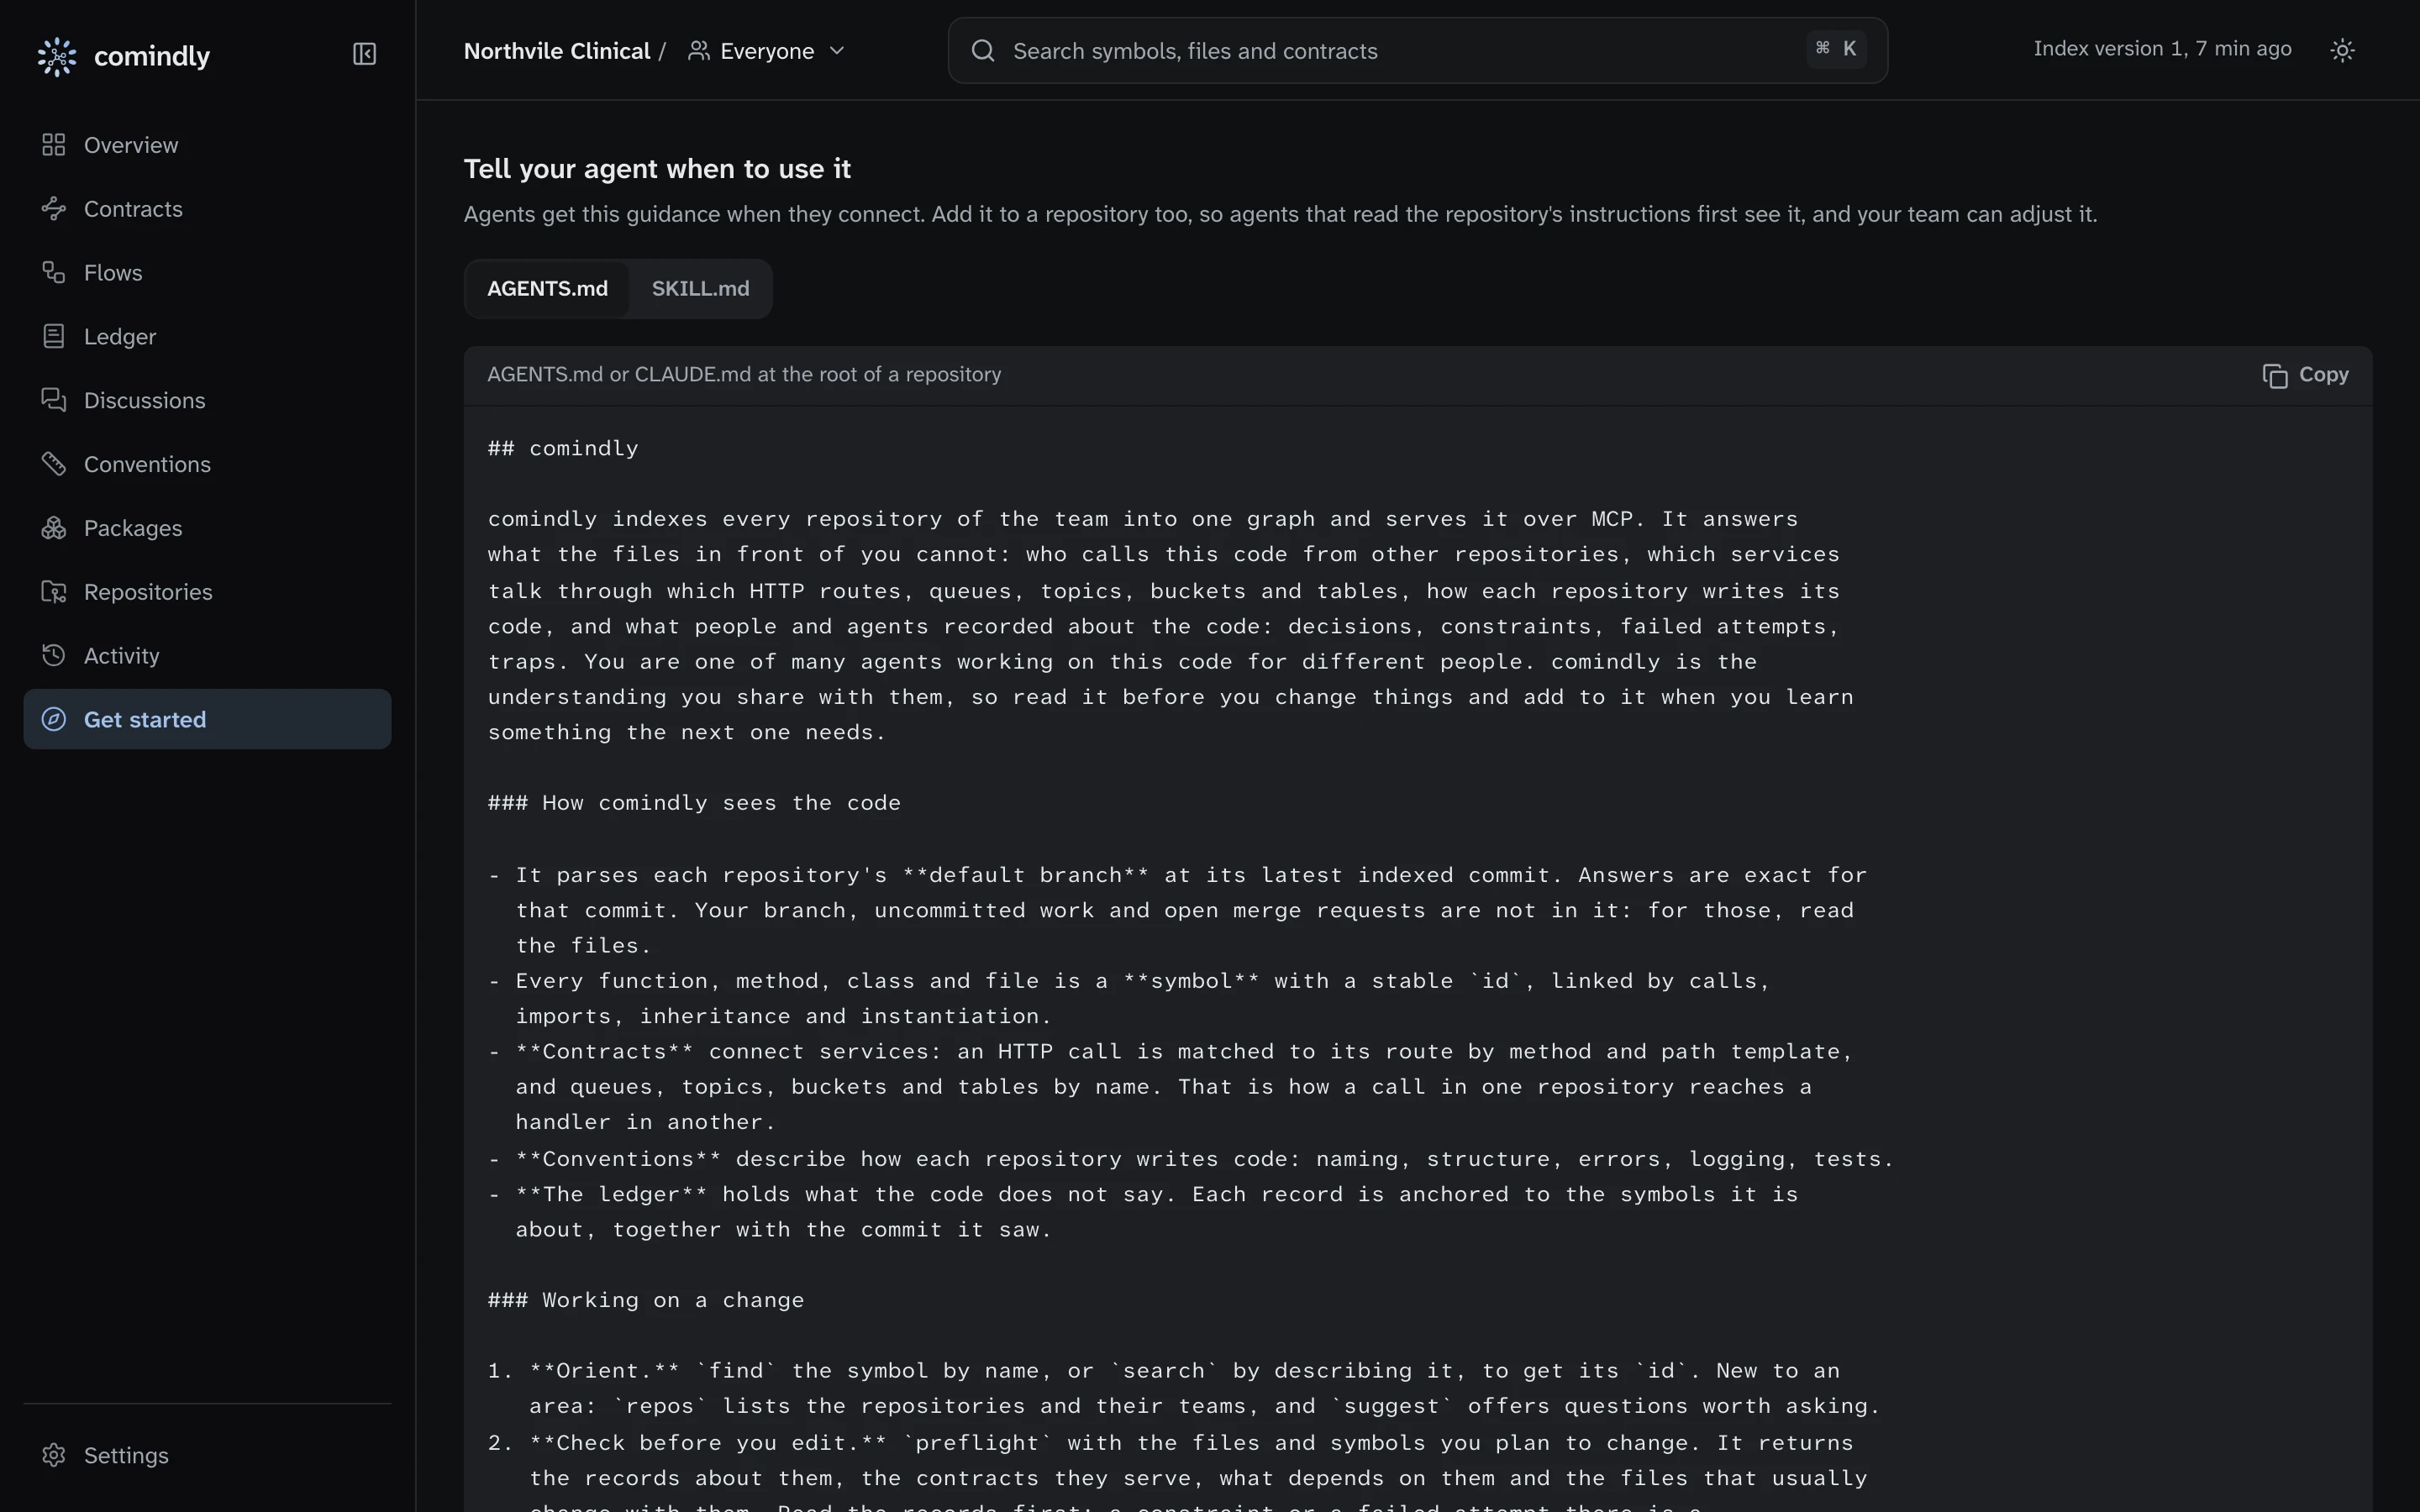 comindly
Overview
Contracts
Flows
Ledger
Discussions
Conventions
Packages
Repositories
Activity
Get started
Settings
Northvile Clinical / Everyone
Search symbols, files and contracts
⌘ K
Index version 1, 7 min ago
Tell your agent when to use it
Agents get this guidance when they connect. Add it to a repository too, so agents that read the repository's instructions first see it, and your team can adjust it.
AGENTS.md SKILL.md
AGENTS.md or CLAUDE.md at the root of a repository
Copy
## comindly
comindly indexes every repository of the team into one graph and serves it over MCP. It answers
what the files in front of you cannot: who calls this code from other repositories, which services
talk through which HTTP routes, queues, topics, buckets and tables, how each repository writes its
code, and what people and agents recorded about the code: decisions, constraints, failed attempts,
traps. You are one of many agents working on this code for different people. comindly is the
understanding you share with them, so read it before you change things and add to it when you learn
something the next one needs.
### How comindly sees the code
- It parses each repository's **default branch** at its latest indexed commit. Answers are exact for
that commit. Your branch, uncommitted work and open merge requests are not in it: for those, read
the files.
- Every function, method, class and file is a **symbol** with a stable `id`, linked by calls,
imports, inheritance and instantiation.
- **Contracts** connect services: an HTTP call is matched to its route by method and path template,
and queues, topics, buckets and tables by name. That is how a call in one repository reaches a
handler in another.
- **Conventions** describe how each repository writes code: naming, structure, errors, logging, tests.
- **The ledger** holds what the code does not say. Each record is anchored to the symbols it is
about, together with the commit it saw.
### Working on a change
1. **Orient.** `find` the symbol by name, or `search` by describing it, to get its `id`. New to an
area: `repos` lists the repositories and their teams, and `suggest` offers questions worth asking.
2. **Check before you edit.** `preflight` with the files and symbols you plan to change. It returns
the records about them, the contracts they serve, what depends on them and the files that usually
change with them. Read the records first: a constraint or a failed attempt there is a